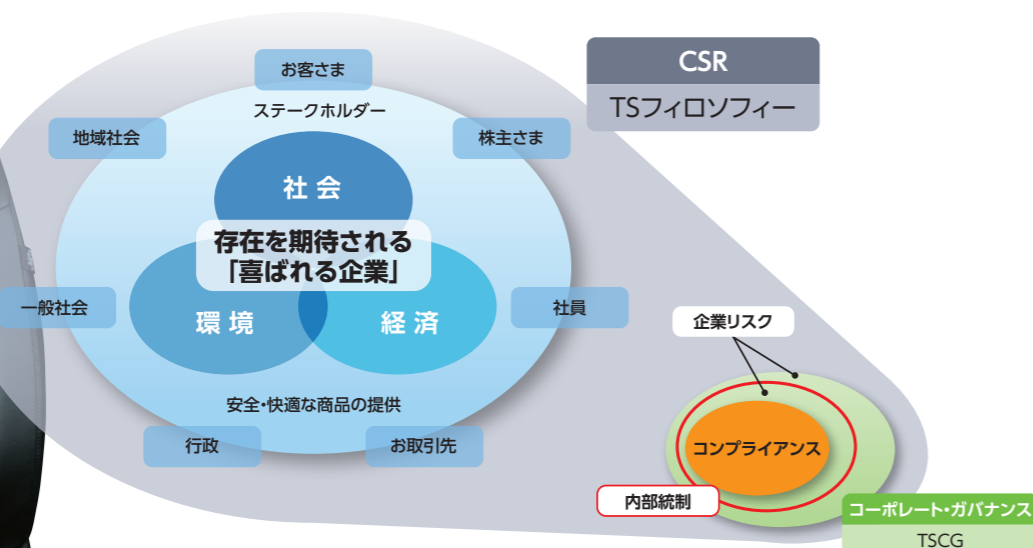 お客さま
ステークホルダー
CSR
TSフィロソフィー
地域社会
株主さま
社 会
存在を期待される
「喜ばれる企業」
一般社会
環 境
経 済
社員
企業リスク
安全・快適な商品の提供
行政
お取引先
コンプライアンス
内部統制
コーポレート・ガバナンス
TSCG